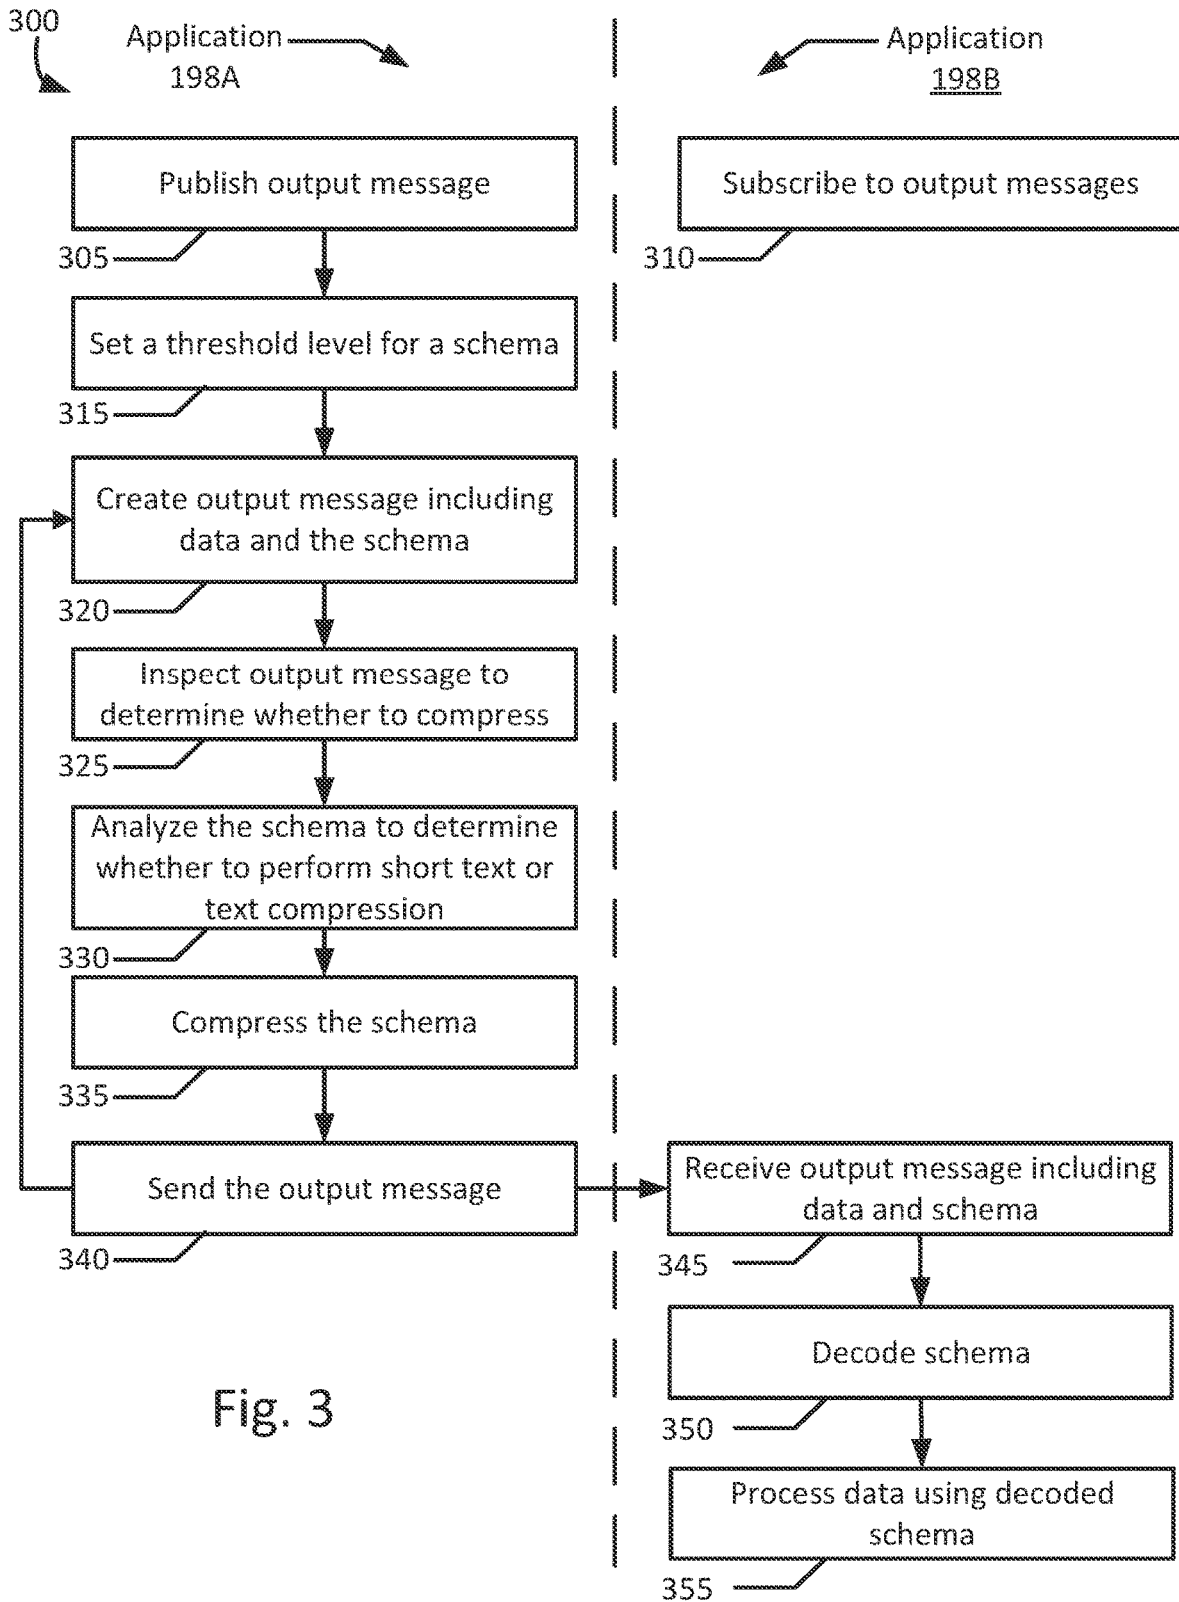 300
Application
198A
Application
198B
Publish output message
305
Subscribe to output messages
310
Set a threshold level for a schema
315
Create output message including
data and the schema
320
Inspect output message to
determine whether to compress
325
Analyze the schema to determine
whether to perform short text or
text compression
330
Compress the schema
335
Send the output message
340
Receive output message including
data and schema
345
Decode schema
350
Process data using decoded
schema
355
Fig. 3